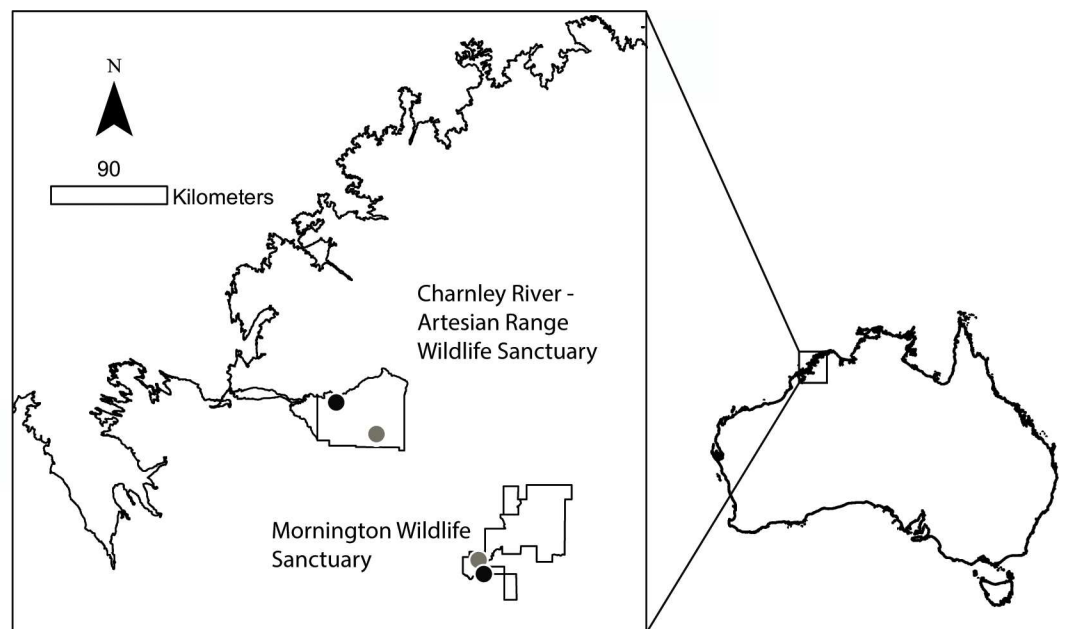 N
90
Kilometers
Charnley River -
Artesian Range
Wildlife Sanctuary
Mornington Wildlife
Sanctuary